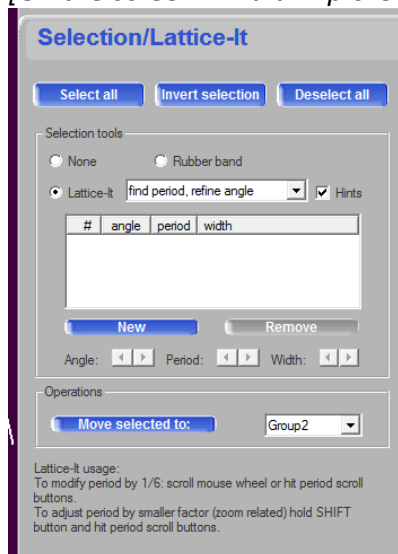 Selection/Lattice-It
Select all Invert selection Deselect all
Selection tools
None Rubber band
Lattice-It find period, refine angle Hints
# angle period width
New Remove
Angle: Period: Width:
Operations
Move selected to: Group2
Lattice-It usage:
To modify period by 1/6: scroll mouse wheel or hit period scroll
buttons.
To adjust period by smaller factor (zoom related) hold SHIFT
button and hit period scroll buttons.